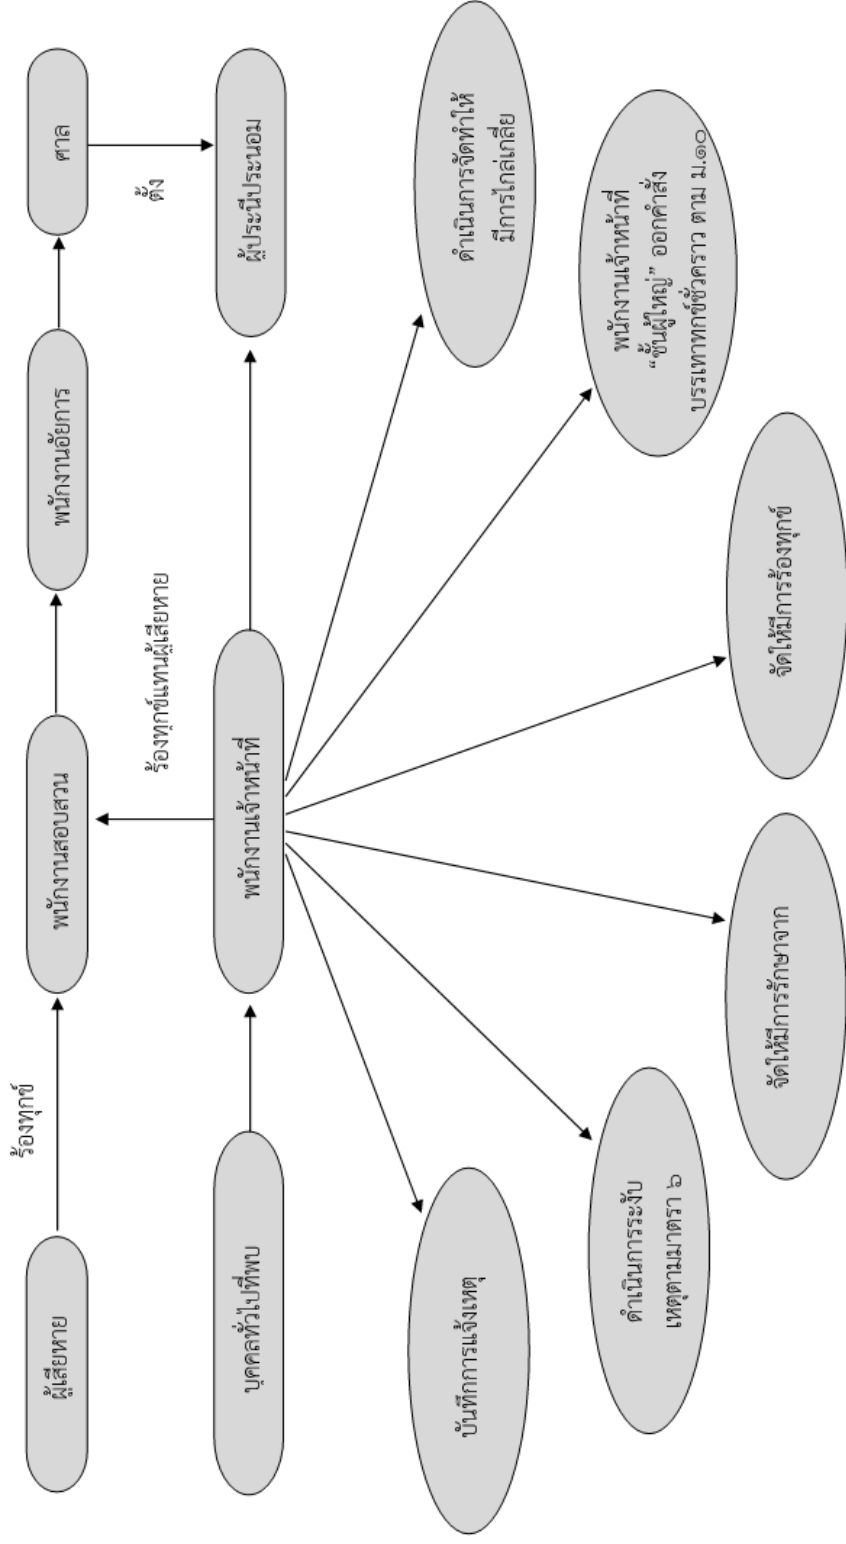 ร้องทุกข์
ผู้เสียหาย
พนักงานสอบสวน
พนักงานอัยการ
ศาล
ร้องทุกข์แทนผู้เสียหาย
ตั้ง
บุคคลทั่วไปที่พบ
พนักงานเจ้าหน้าที่
ผู้ประนีประนอม
บันทึกการแจ้งเหตุ
ดำเนินการระงับ
เหตุตามมาตรา ๖
จัดให้มีการรักษาจาก
จัดให้มีการร้องทุกข์
พนักงานเจ้าหน้าที่
“ชั้นผู้ใหญ่” ออกคำสั่ง
บรรเทาทุกข์ชั่วคราว ตาม ม.๑๐
ดำเนินการจัดทำให้
มีการไกล่เกลี่ย